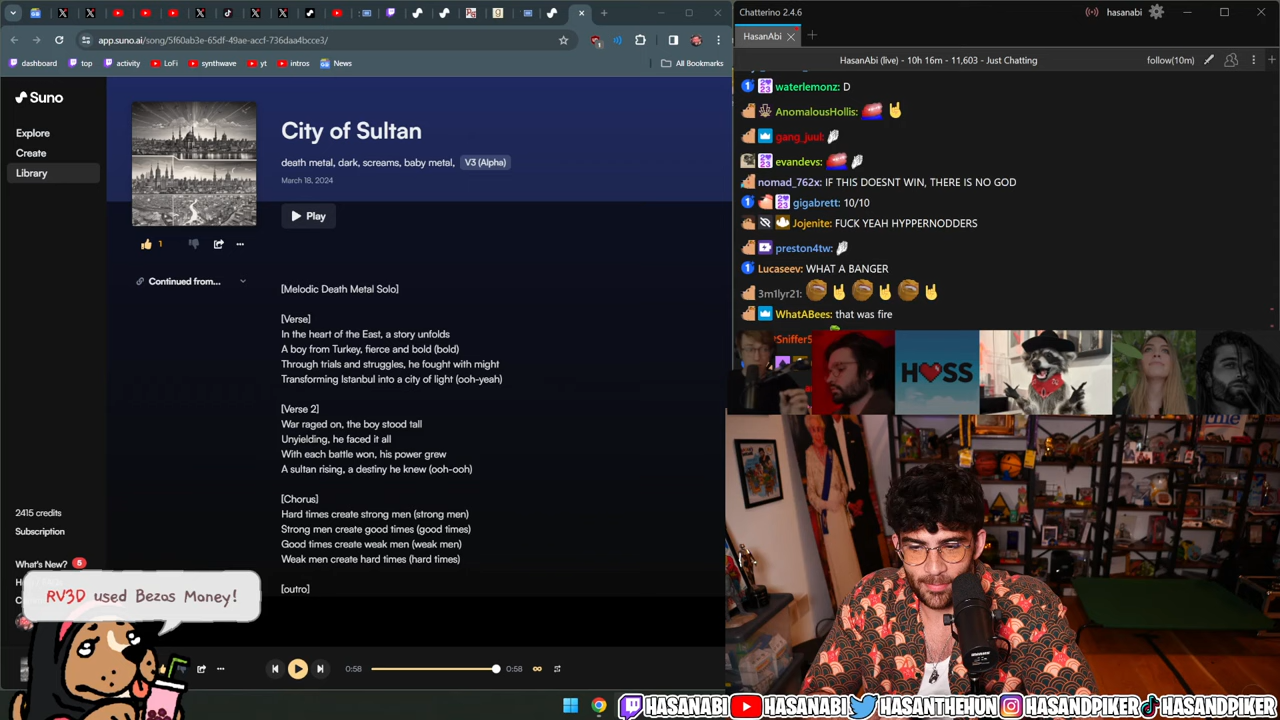 app.suno.ai/song/5f60ab3e-65df-49ae-accf-736daa4bcce3/
dashboard
top
activity
LoFi
synthwave
yt
intros
News
All Bookmarks
Suno
Explore
Create
Library
City of Sultan
death metal, dark, screams, baby metal,
V3 (Alpha)
March 18, 2024
Play
1
Continued from...
[Melodic Death Metal Solo]
[Verse]
In the heart of the East, a story unfolds
A boy from Turkey, fierce and bold (bold)
Through trials and struggles, he fought with might
Transforming Istanbul into a city of light (ooh-yeah)
[Verse 2]
War raged on, the boy stood tall
Unyielding, he faced it all
With each battle won, his power grew
A sultan rising, a destiny he knew (ooh-ooh)
[Chorus]
Hard times create strong men (strong men)
Strong men create good times (good times)
Good times create weak men (weak men)
Weak men create hard times (hard times)
[outro]
2415 credits
Subscription
What's New?
6
RV3D used Bezos Money!
0:58
0:58
Chatterino 2.4.6
hasanabi
HasanAbi
HasanAbi (live) - 10h 16m - 11,603 - Just Chatting
follow(10m)
waterlemonz: D
AnomalousHollis:
gang_juul:
evandevs:
nomad_762x: IF THIS DOESNT WIN, THERE IS NO GOD
gigabrett: 10/10
Jojenite: FUCK YEAH HYPPERNODDERS
preston4tw:
Lucaseev: WHAT A BANGER
3m1lyr21:
WhatABees: that was fire
HOSS
HASANABI
HASANABI
HASANTHEHUN
HASANDPIKER
HASANDPIKER